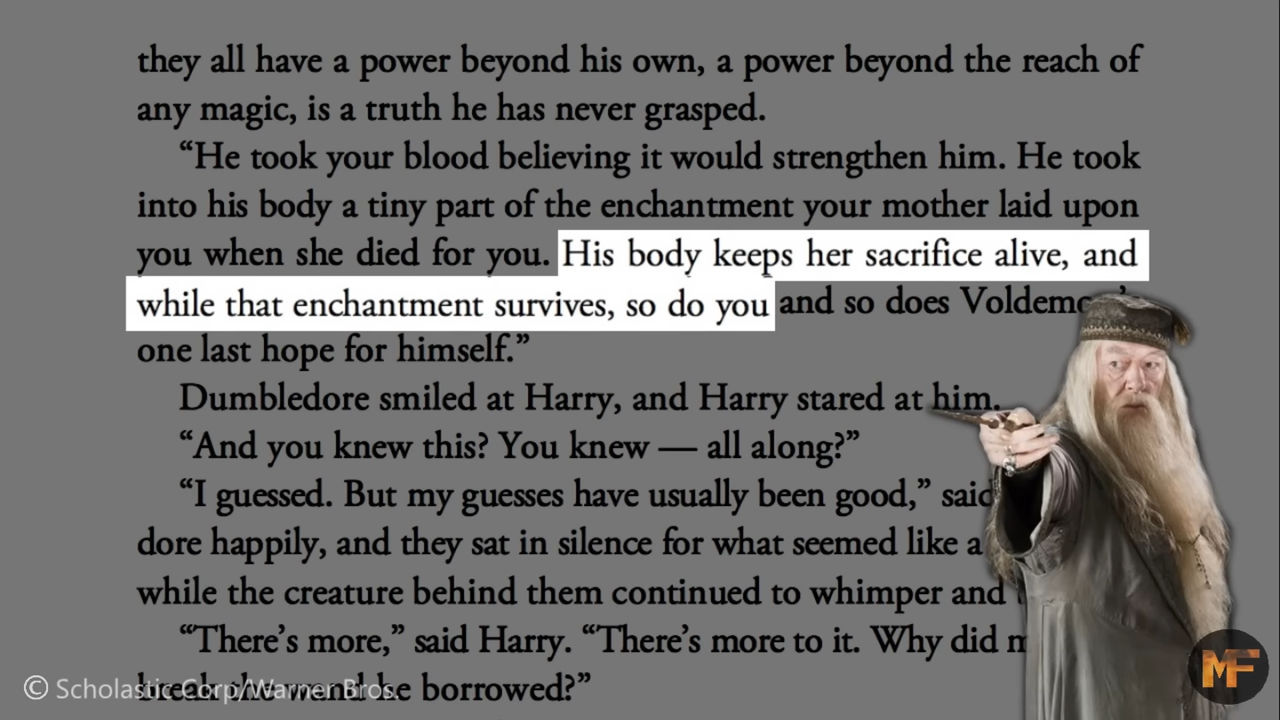 they all have a power beyond his own, a power beyond the reach of
any magic, is a truth he has never grasped.
“He took your blood believing it would strengthen him. He took
into his body a tiny part of the enchantment your mother laid upon
you when she died for you. His body keeps her sacrifice alive, and
while that enchantment survives, so do you and so does
one last hope for himself.”
Dumbledore smiled at Harry, and Harry stared at him.
“And you knew this? You knew — all along?”
“I guessed. But my guesses have usually been good,” said
dore happily, and they sat in silence for what seemed like a
while the creature behind them continued to whimper and
“There’s more,” said Harry. “There’s more to it. Why did
break the wand he borrowed?”
© Scholastic Corp/Warner Bros.
MF